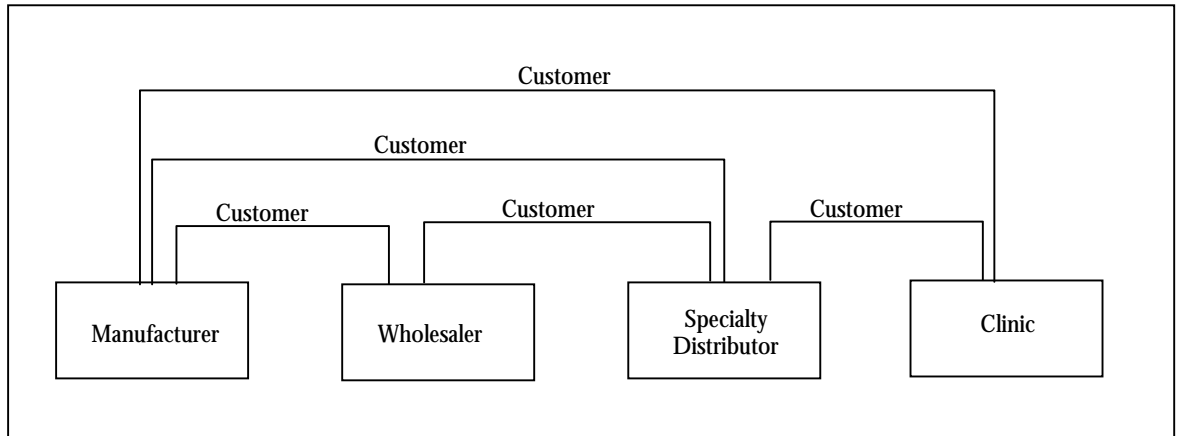 Customer
Customer
Customer
Customer
Customer
Manufacturer
Wholesaler
Specialty
Distributor
Clinic